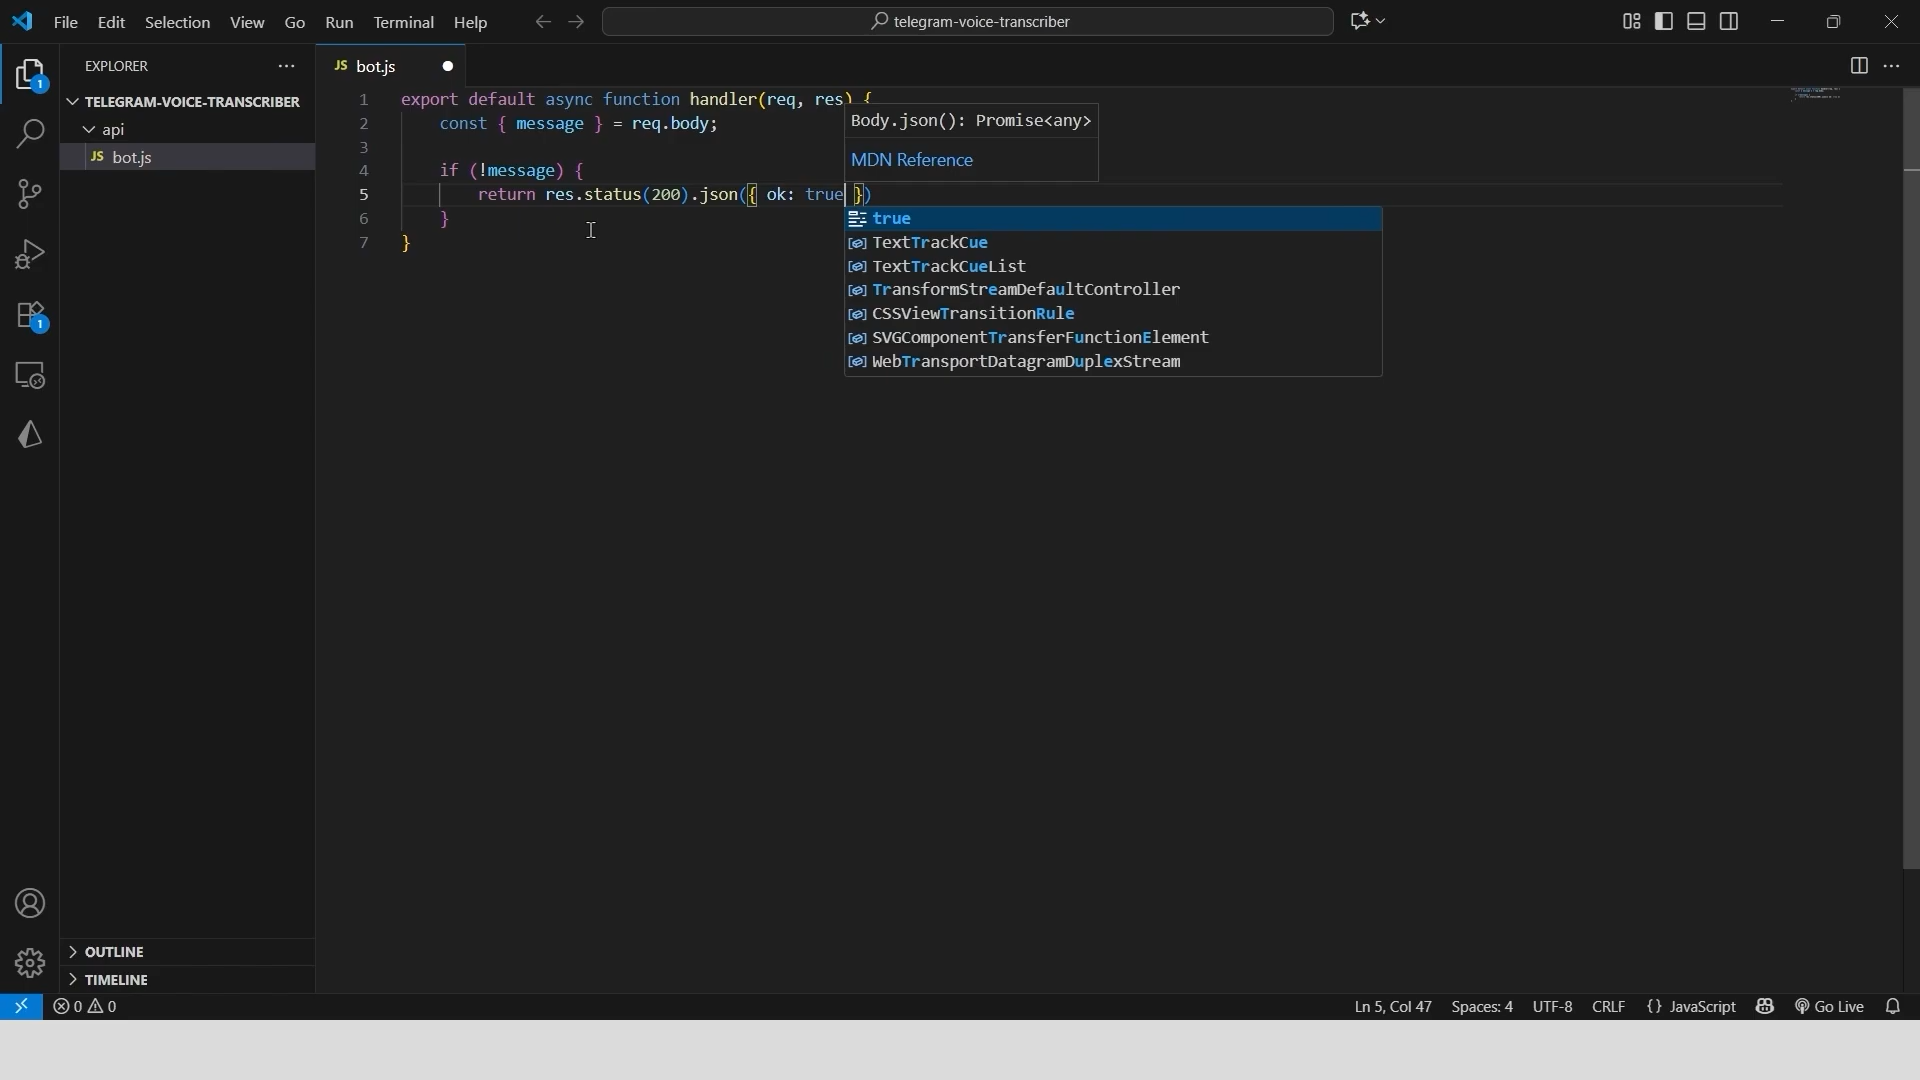 File Edit Selection View Go Run Terminal Help
telegram-voice-transcriber
EXPLORER
TELEGRAM-VOICE-TRANSCRIBER
api
JS bot.js
OUTLINE
TIMELINE
1
1
JS bot.js
1 export default async function handler(req, res) {
2 const { message } = req.body;
3
4 if (!message) {
5 return res.status(200).json({ ok: true })
6 }
7 }
Body.json(): Promise<any>
MDN Reference
true
TextTrackCue
TextTrackCueList
TransformStreamDefaultController
CSSViewTransitionRule
SVGComponentTransferFunctionElement
WebTransportDatagramDuplexStream
0 0
Ln 5, Col 47 Spaces: 4 UTF-8 CRLF {} JavaScript Go Live